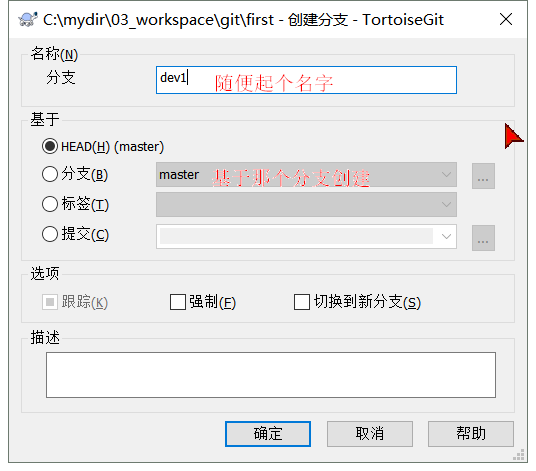 C:\mydir\03_workspace\git\first - 创建分支 - TortoiseGit
名称(N)
分支 dev1 随便起个名字
基于
HEAD(H) (master)
分支(B) master 基于那个分支创建 ...
标签(T)
提交(C) ...
选项
跟踪(K) 强制(F) 切换到新分支(S)
描述
确定 取消 帮助